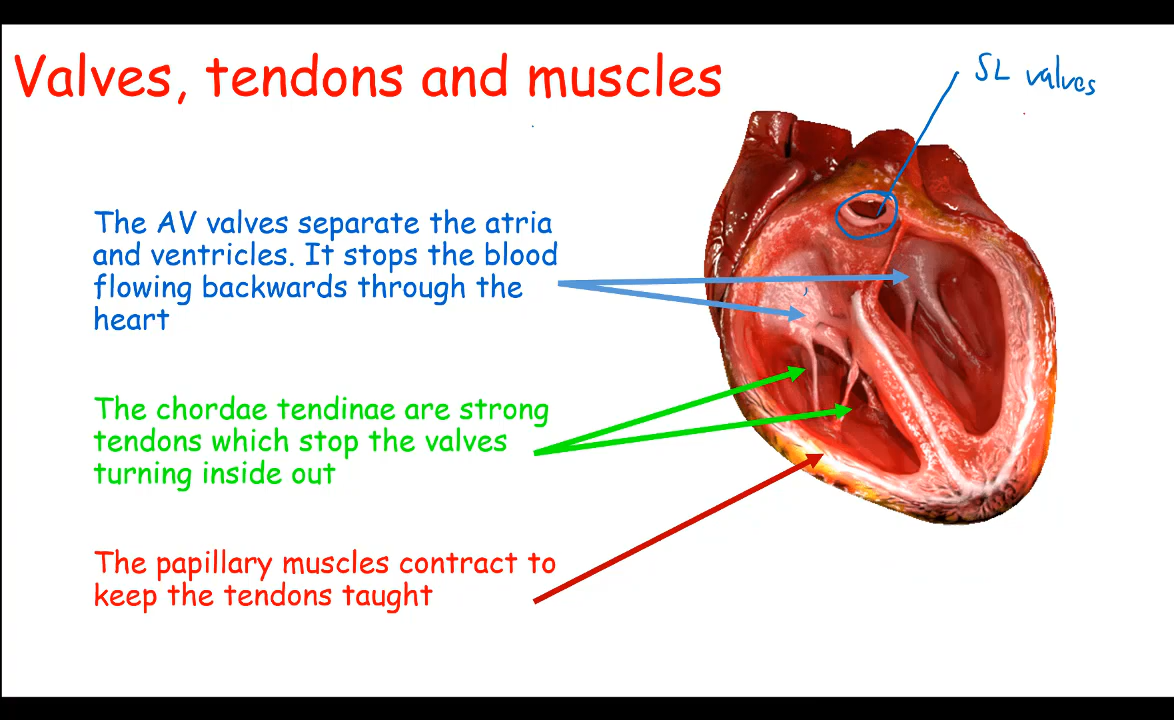 Valves, tendons and muscles
SL valves
The AV valves separate the atria
and ventricles. It stops the blood
flowing backwards through the
heart
The chordae tendinae are strong
tendons which stop the valves
turning inside out
The papillary muscles contract to
keep the tendons taught